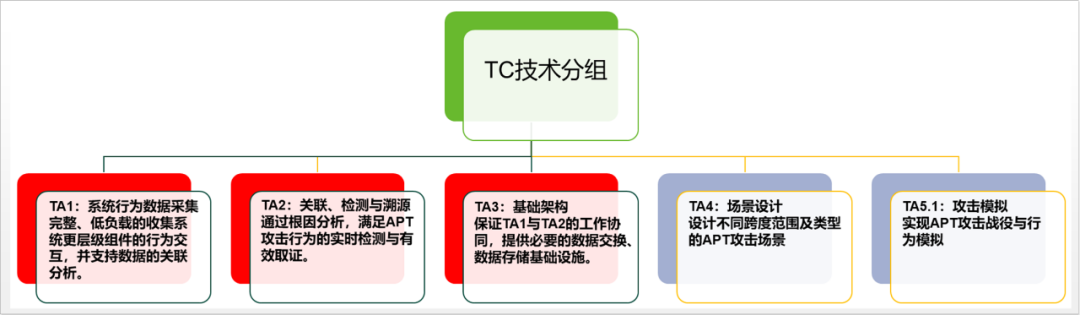 TC技术分组
TA1：系统行为数据采集
完整、低负载的收集系
统更层级组件的行为交
互，并支持数据的关联
分析。
TA2：关联、检测与溯源
通过根因分析，满足APT
攻击行为的实时检测与有
效取证。
TA3：基础架构
保证TA1与TA2的工作协
同，提供必要的数据交换、
数据存储基础设施。
TA4：场景设计
设计不同跨度范围及类型
的APT攻击场景
TA5.1：攻击模拟
实现APT攻击战役与行
为模拟